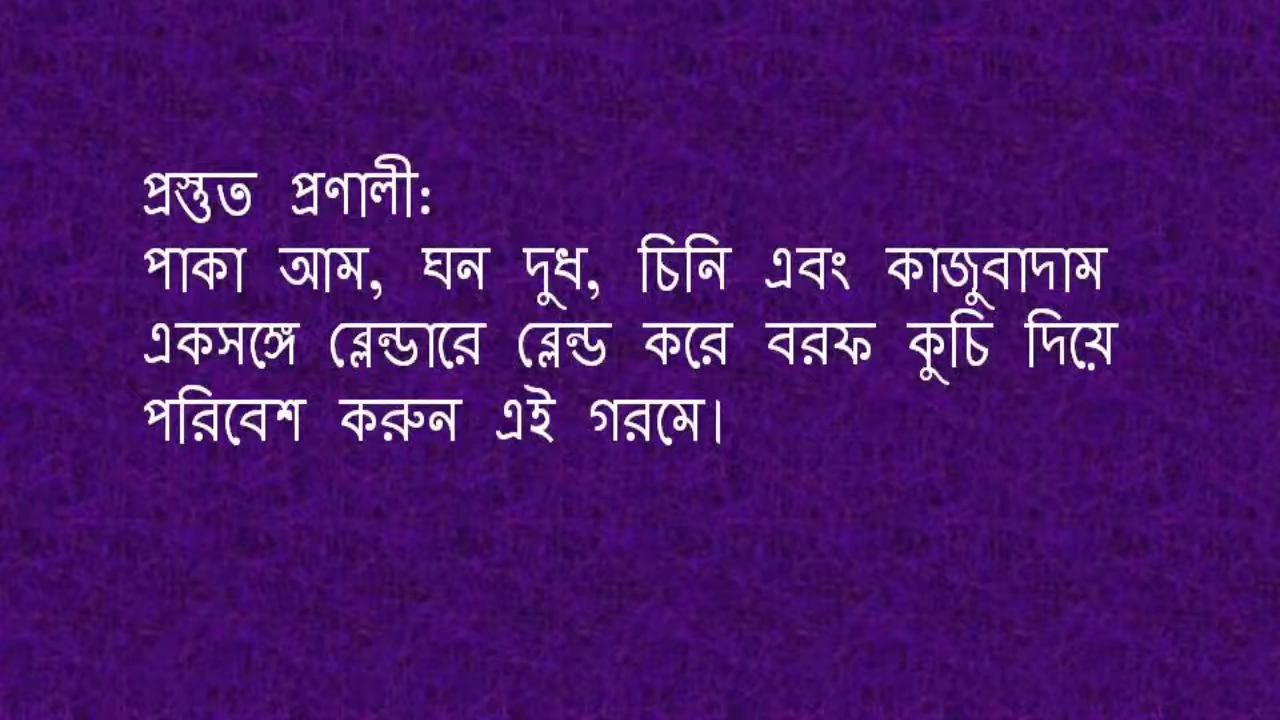 প্রস্তুত প্রণালী:
পাকা আম, ঘন দুধ, চিনি এবং কাজুবাদাম
একসঙ্গে ব্লেন্ডারে ব্লেন্ড করে বরফ কুচি দিয়ে
পরিবেশ করুন এই গরমে।